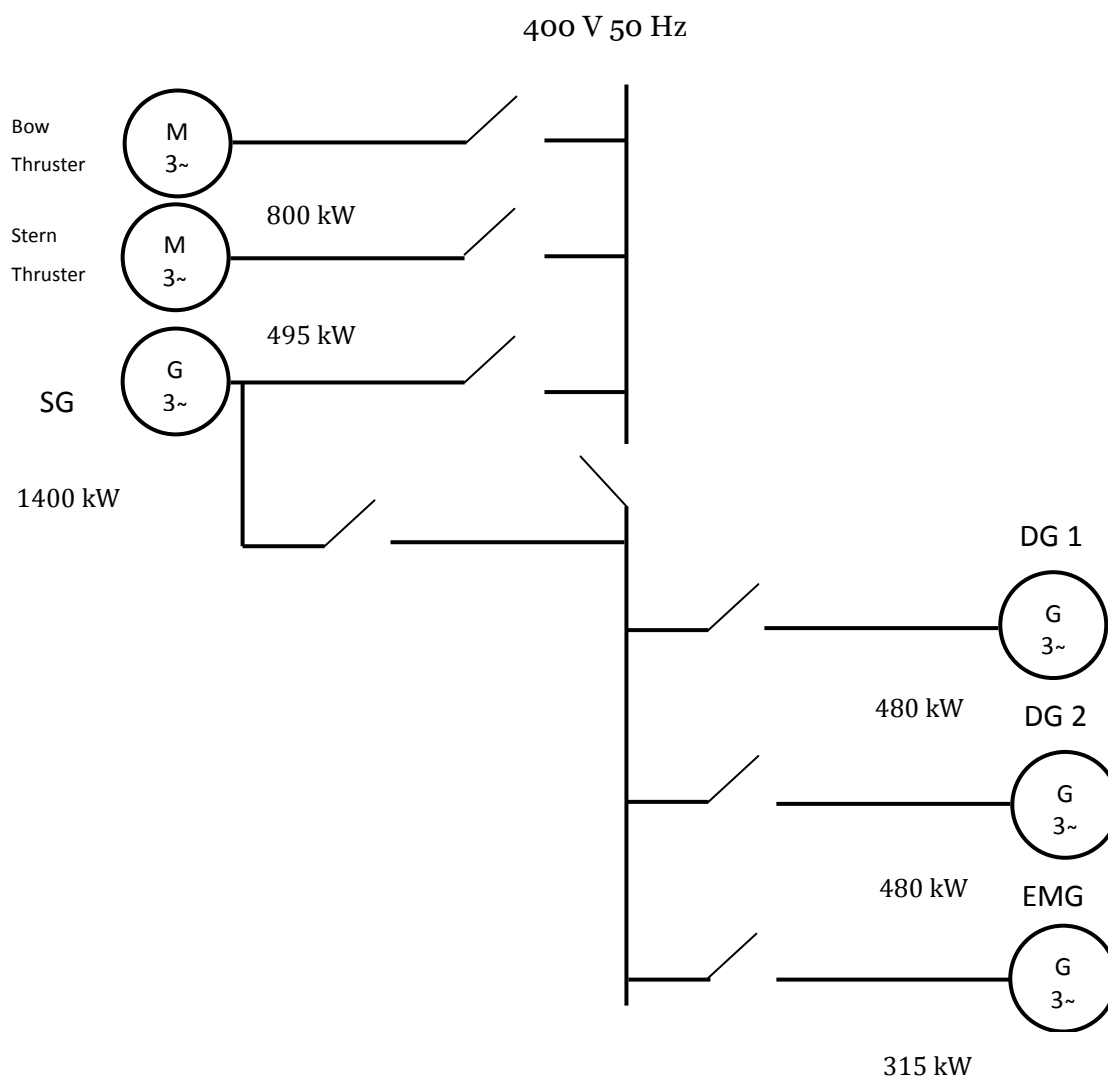 400 V 50 Hz
Bow
Thruster
M
3~
800 kW
Stern
Thruster
M
3~
495 kW
SG
G
3~
1400 kW
DG 1
G
3~
480 kW
DG 2
G
3~
480 kW
EMG
G
3~
315 kW